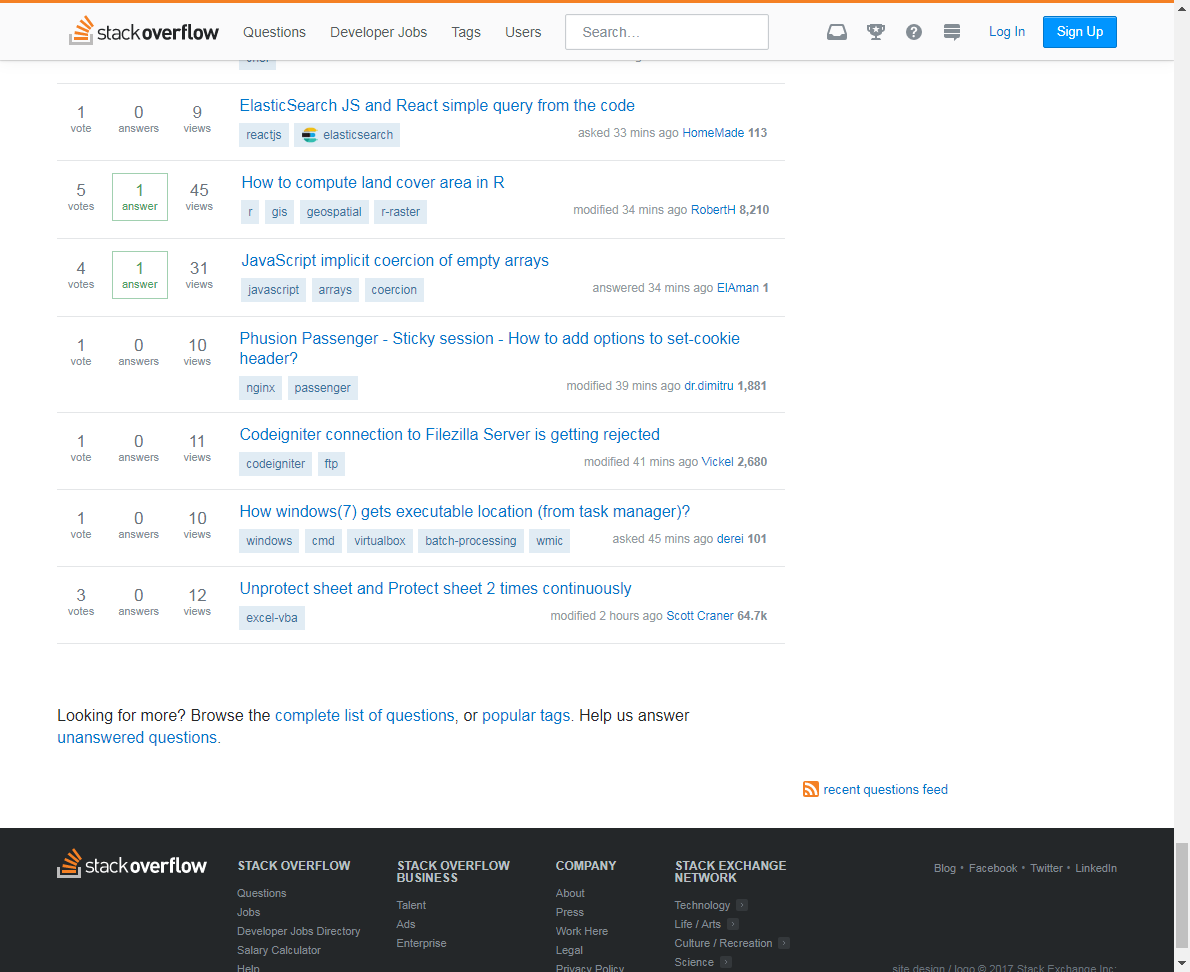 stack overflow
Questions
Developer Jobs
Tags
Users
Search...
Log In
Sign Up
1 vote
0 answers
9 views
ElasticSearch JS and React simple query from the code
reactjs elasticsearch
asked 33 mins ago HomeMade 113
5 votes
1 answer
45 views
How to compute land cover area in R
r gis geospatial r-raster
modified 34 mins ago RobertH 8,210
4 votes
1 answer
31 views
JavaScript implicit coercion of empty arrays
javascript arrays coercion
answered 34 mins ago ElAman 1
1 vote
0 answers
10 views
Phusion Passenger - Sticky session - How to add options to set-cookie
header?
nginx passenger
modified 39 mins ago dr.dimitru 1,881
1 vote
0 answers
11 views
Codeigniter connection to Filezilla Server is getting rejected
codeigniter ftp
modified 41 mins ago Vickel 2,680
1 vote
0 answers
10 views
How windows(7) gets executable location (from task manager)?
windows cmd virtualbox batch-processing wmic
asked 45 mins ago derei 101
3 votes
0 answers
12 views
Unprotect sheet and Protect sheet 2 times continuously
excel-vba
modified 2 hours ago Scott Craner 64.7k
Looking for more? Browse the complete list of questions, or popular tags. Help us answer
unanswered questions.
recent questions feed
stack overflow
STACK OVERFLOW
Questions
Jobs
Developer Jobs Directory
Salary Calculator
Help
STACK OVERFLOW
BUSINESS
Talent
Ads
Enterprise
COMPANY
About
Press
Work Here
Legal
Privacy Policy
STACK EXCHANGE
NETWORK
Technology
Life / Arts
Culture / Recreation
Science
Blog • Facebook • Twitter • LinkedIn
site design / logo © 2017 Stack Exchange Inc;